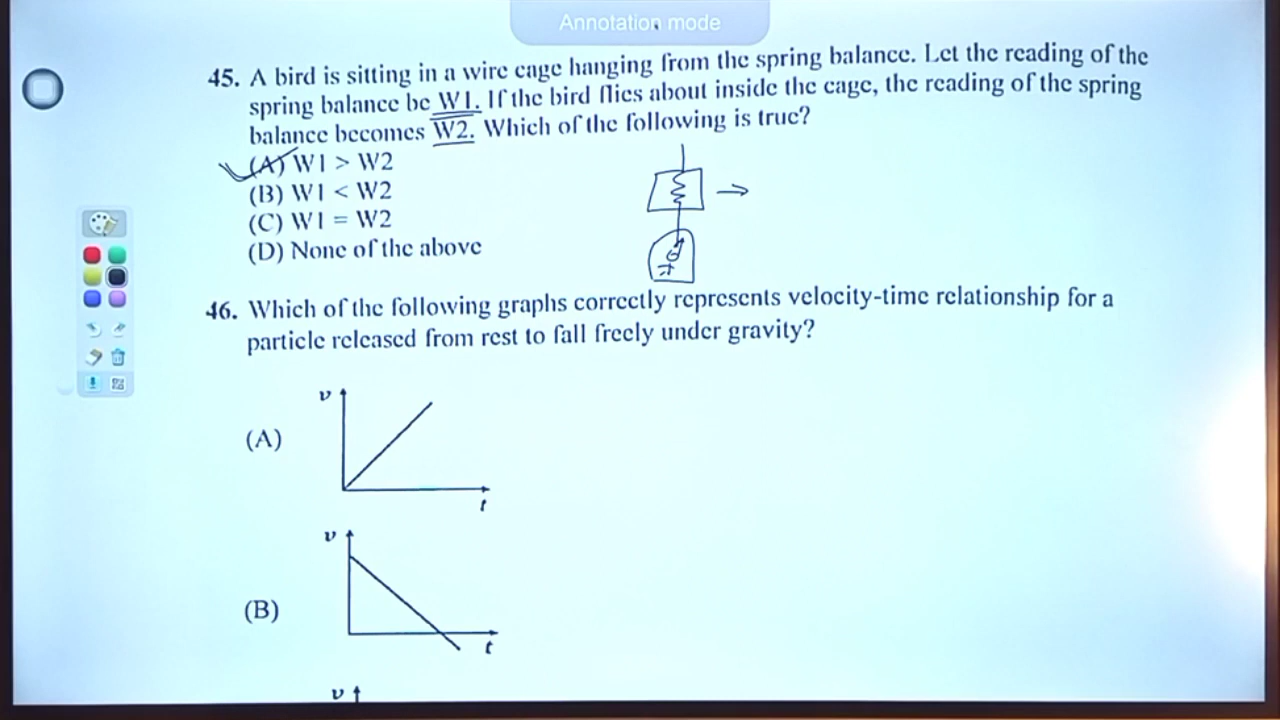 Annotation mode
45. A bird is sitting in a wire cage hanging from the spring balance. Let the reading of the
spring balance be W1. If the bird flies about inside the cage, the reading of the spring
balance becomes W2. Which of the following is true?
(A) W1 > W2
(B) W1 < W2
(C) W1 = W2
(D) None of the above
46. Which of the following graphs correctly represents velocity-time relationship for a
particle released from rest to fall freely under gravity?
v
(A)
t
v
(B)
t
v